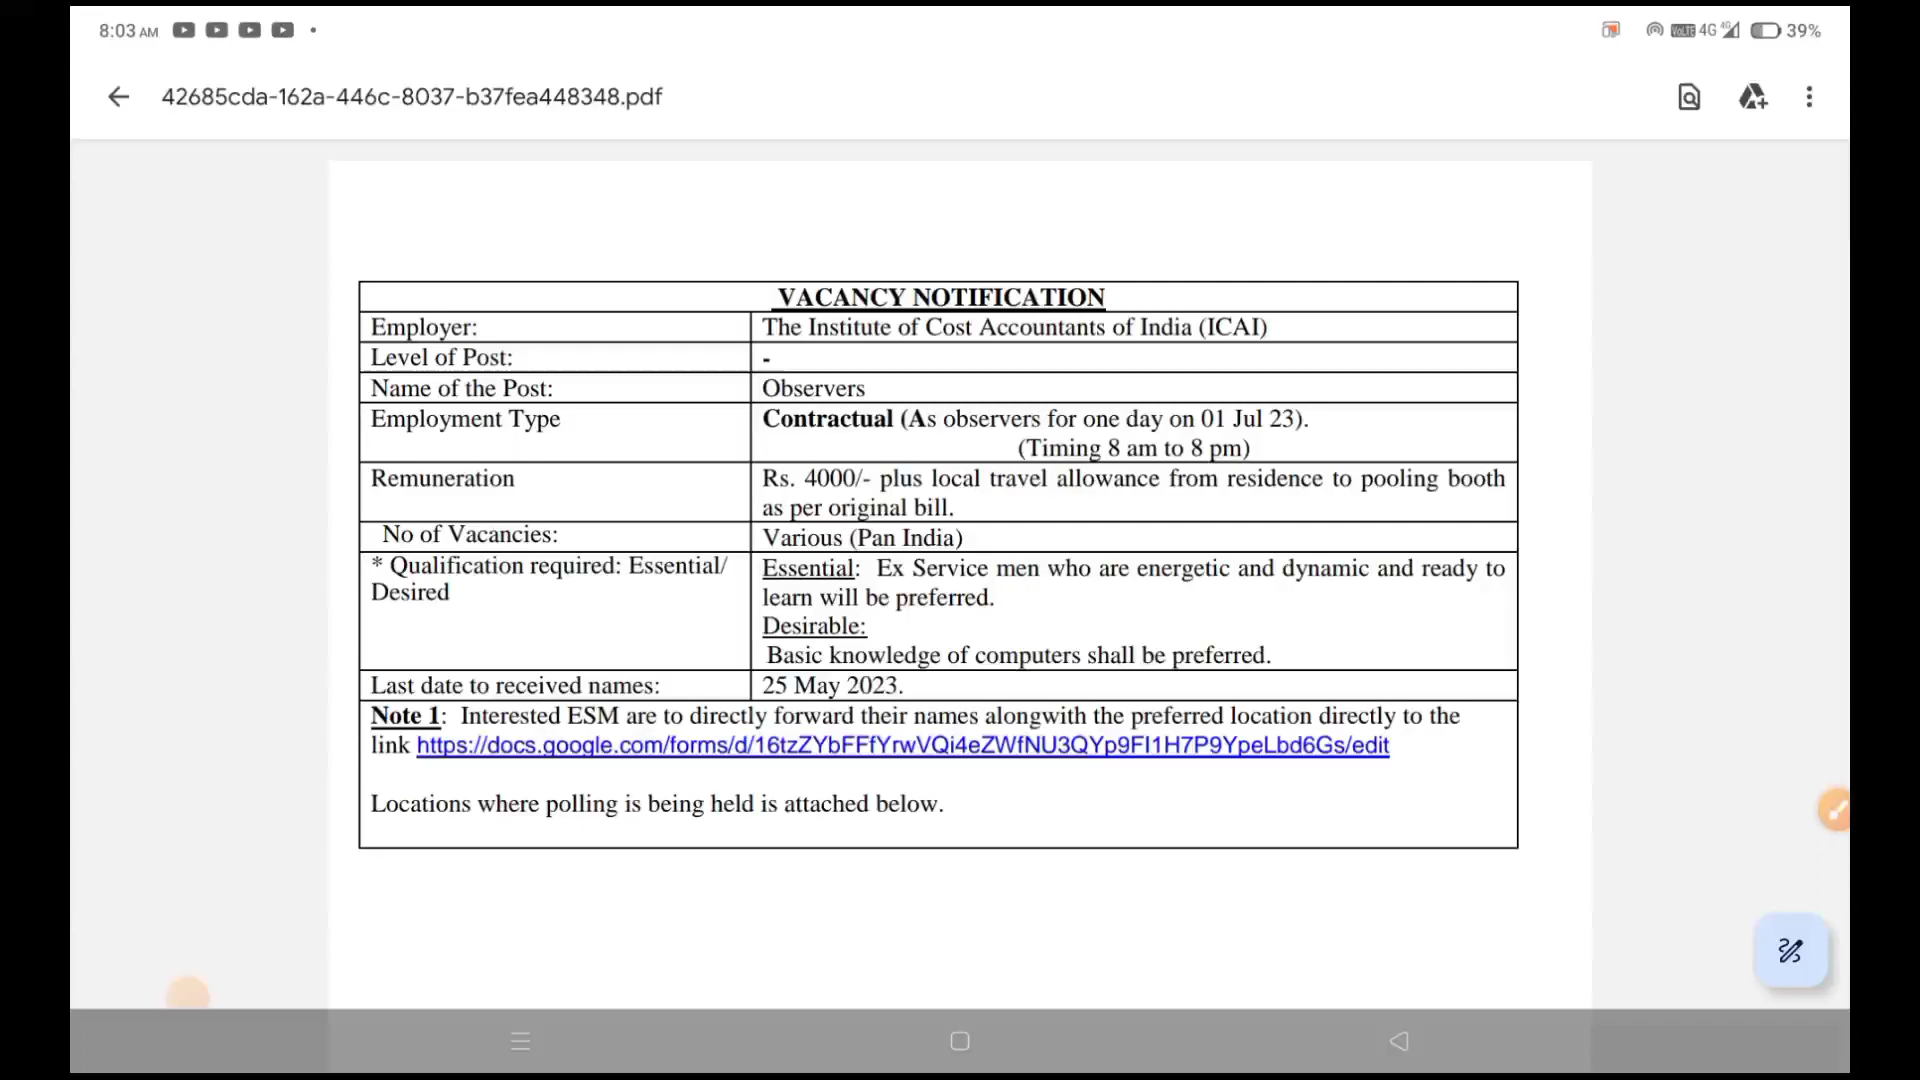 8:03 AM
VoLTE 4G 4G 39%
42685cda-162a-446c-8037-b37fea448348.pdf
VACANCY NOTIFICATION
Employer: The Institute of Cost Accountants of India (ICAI)
Level of Post: -
Name of the Post: Observers
Employment Type Contractual (As observers for one day on 01 Jul 23).
(Timing 8 am to 8 pm)
Remuneration Rs. 4000/- plus local travel allowance from residence to pooling booth
as per original bill.
No of Vacancies: Various (Pan India)
* Qualification required: Essential/ Essential: Ex Service men who are energetic and dynamic and ready to
Desired learn will be preferred.
Desirable:
Basic knowledge of computers shall be preferred.
Last date to received names: 25 May 2023.
Note 1: Interested ESM are to directly forward their names alongwith the preferred location directly to the
link https://docs.google.com/forms/d/16tzZYbFFfYrwVQi4eZWfNU3QYp9FI1H7P9YpeLbd6Gs/edit
Locations where polling is being held is attached below.